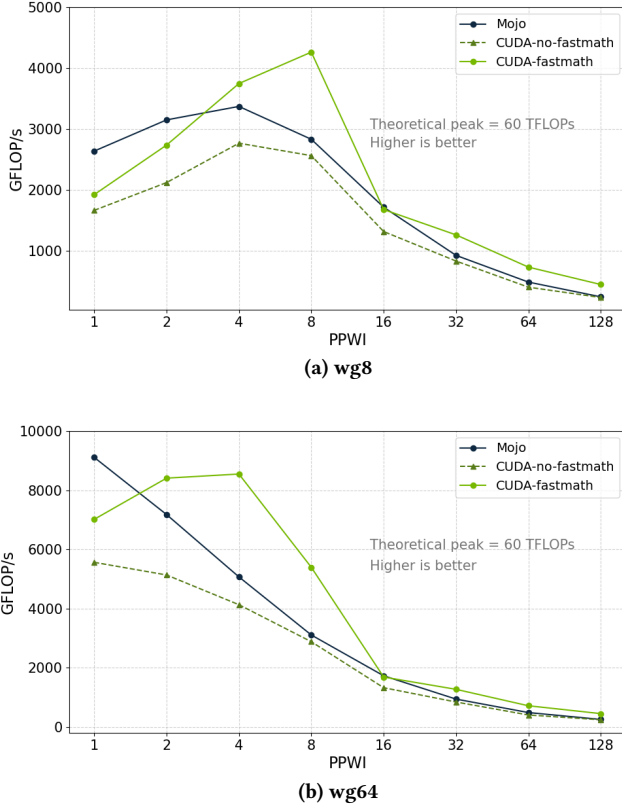 5000
4000
3000
2000
1000
GFLOP/s
Mojo
CUDA-no-fastmath
CUDA-fastmath
Theoretical peak = 60 TFLOPs
Higher is better
1 2 4 8 16 32 64 128
PPWI
(a) wg8
10000
8000
6000
4000
2000
0
GFLOP/s
Mojo
CUDA-no-fastmath
CUDA-fastmath
Theoretical peak = 60 TFLOPs
Higher is better
1 2 4 8 16 32 64 128
PPWI
(b) wg64